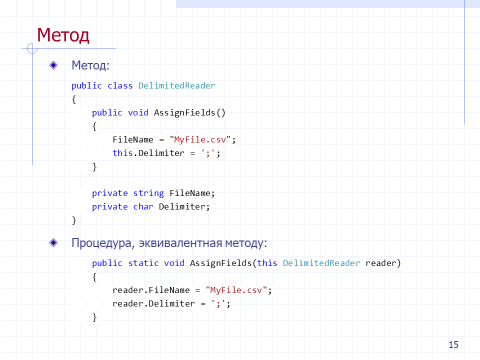 Метод
Метод:
public class DelimitedReader
{
public void AssignFields()
{
FileName = "MyFile.csv";
this.Delimiter = ';';
}
private string FileName;
private char Delimiter;
}
Процедура, эквивалентная методу:
public static void AssignFields(this DelimitedReader reader)
{
reader.FileName = "MyFile.csv";
reader.Delimiter = ';';
}
15